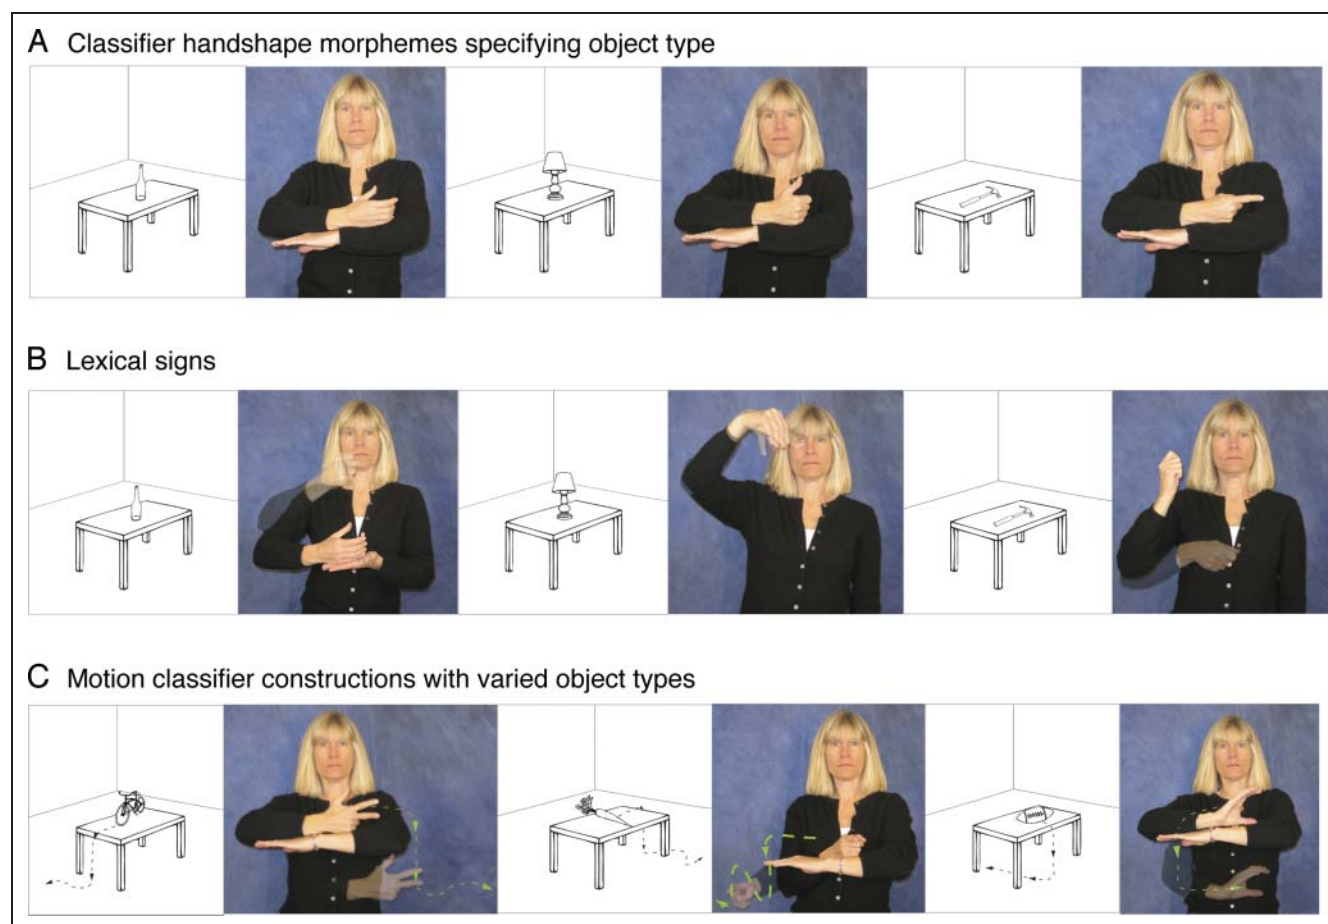 A Classifier handshape morphemes specifying object type
B Lexical signs
C Motion classifier constructions with varied object types